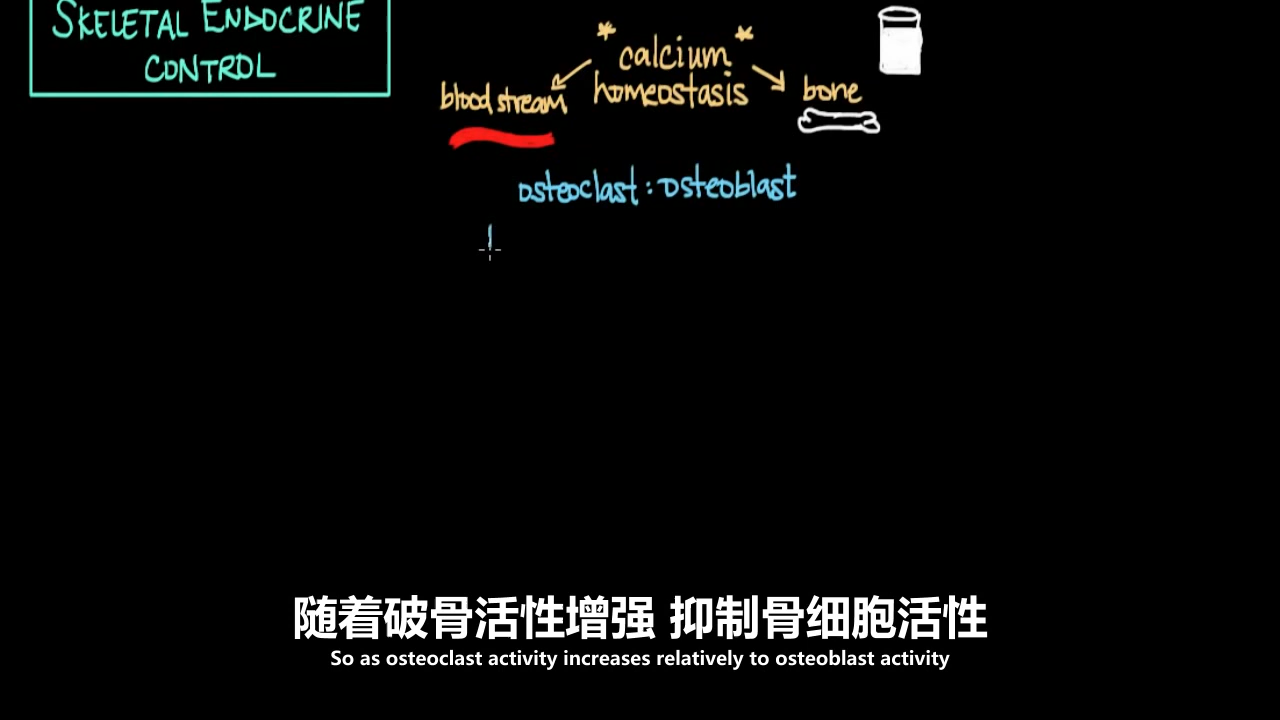 SKELETAL ENDOCRINE
CONTROL
* calcium *
homeostasis
blood stream
bone
osteoclast : osteoblast
随着破骨活性增强 抑制骨细胞活性
So as osteoclast activity increases relatively to osteoblast activity